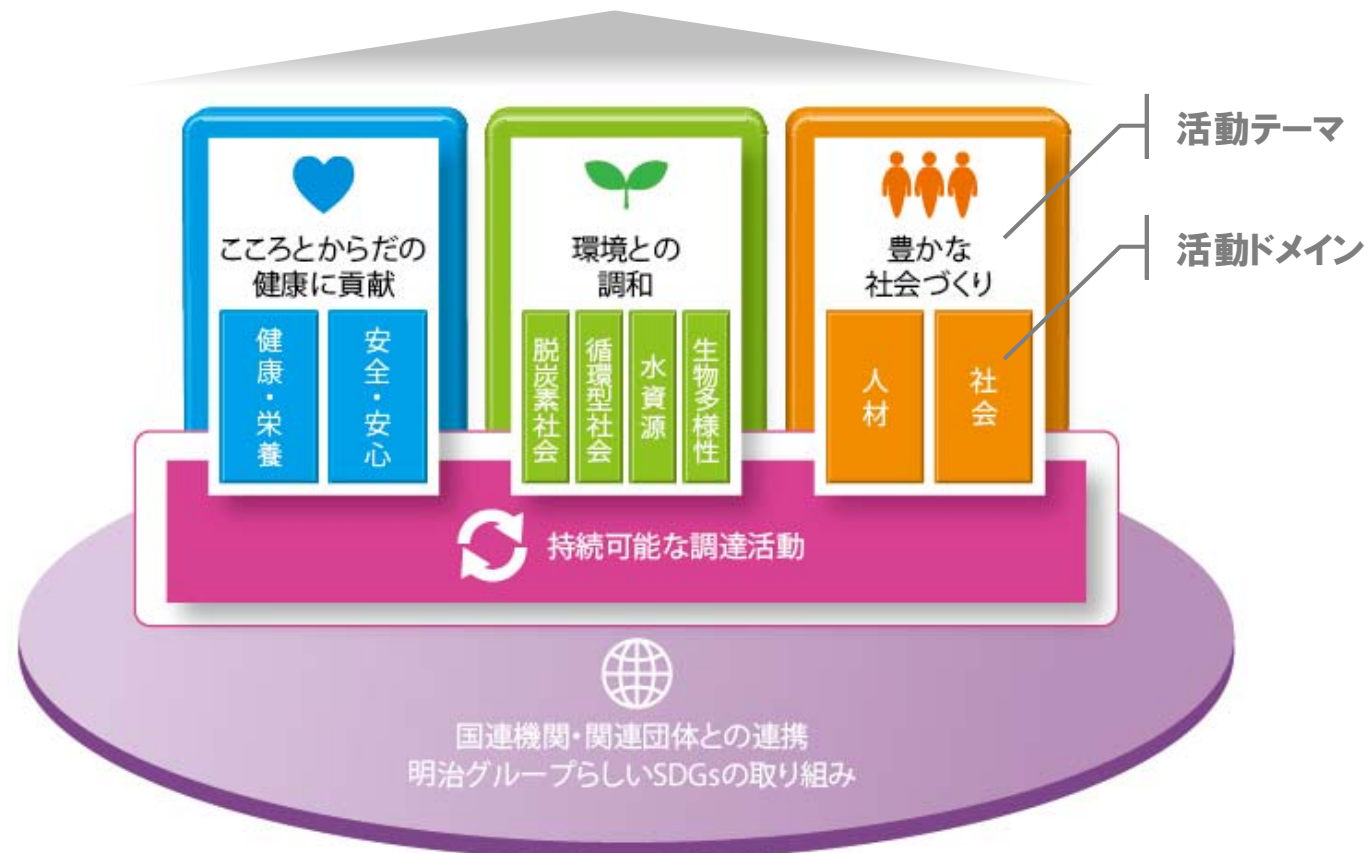 こころとからだの
健康に貢献
健康・栄養
安全・安心
環境との
調和
脱炭素社会
循環型社会
水資源
生物多様性
豊かな
社会づくり
人材
社会
活動テーマ
活動ドメイン
持続可能な調達活動
国連機関・関連団体との連携
明治グループらしいSDGsの取り組み